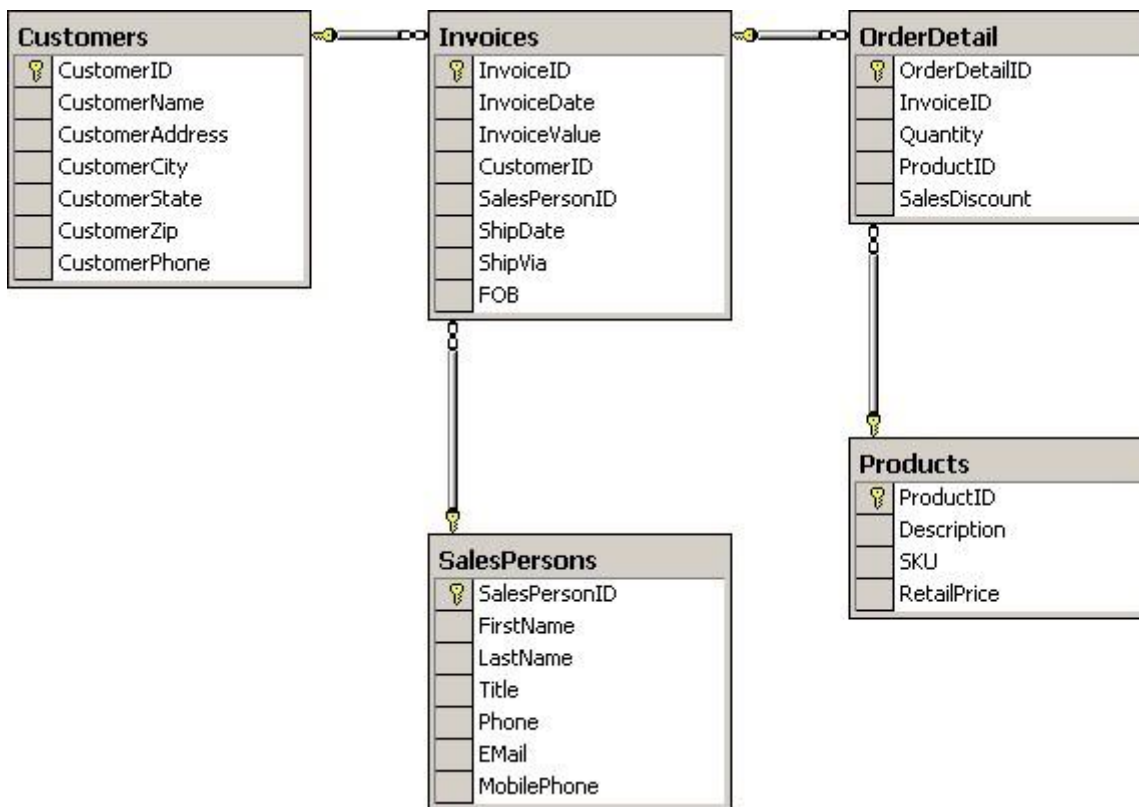 Customers
CustomerID
CustomerName
CustomerAddress
CustomerCity
CustomerState
CustomerZip
CustomerPhone
Invoices
InvoiceID
InvoiceDate
InvoiceValue
CustomerID
SalesPersonID
ShipDate
ShipVia
FOB
OrderDetail
OrderDetailID
InvoiceID
Quantity
ProductID
SalesDiscount
SalesPersons
SalesPersonID
FirstName
LastName
Title
Phone
EMail
MobilePhone
Products
ProductID
Description
SKU
RetailPrice